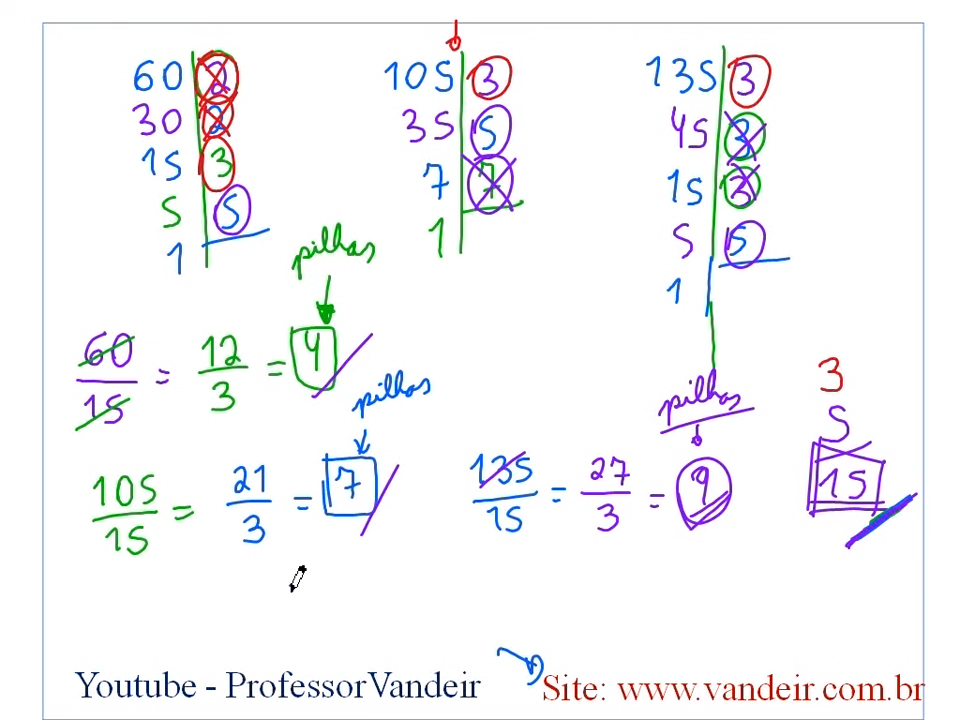 60 2
30 2
15 3
5 5
1
105 3
35 5
7 7
1
135 3
45 3
15 3
5 5
1
pilhas
60/15 = 12/3 = 4
pilhas
105/15 = 21/3 = 7
pilhas
135/15 = 27/3 = 9
3
5
15
Youtube - ProfessorVandeir
Site: www.vandeir.com.br